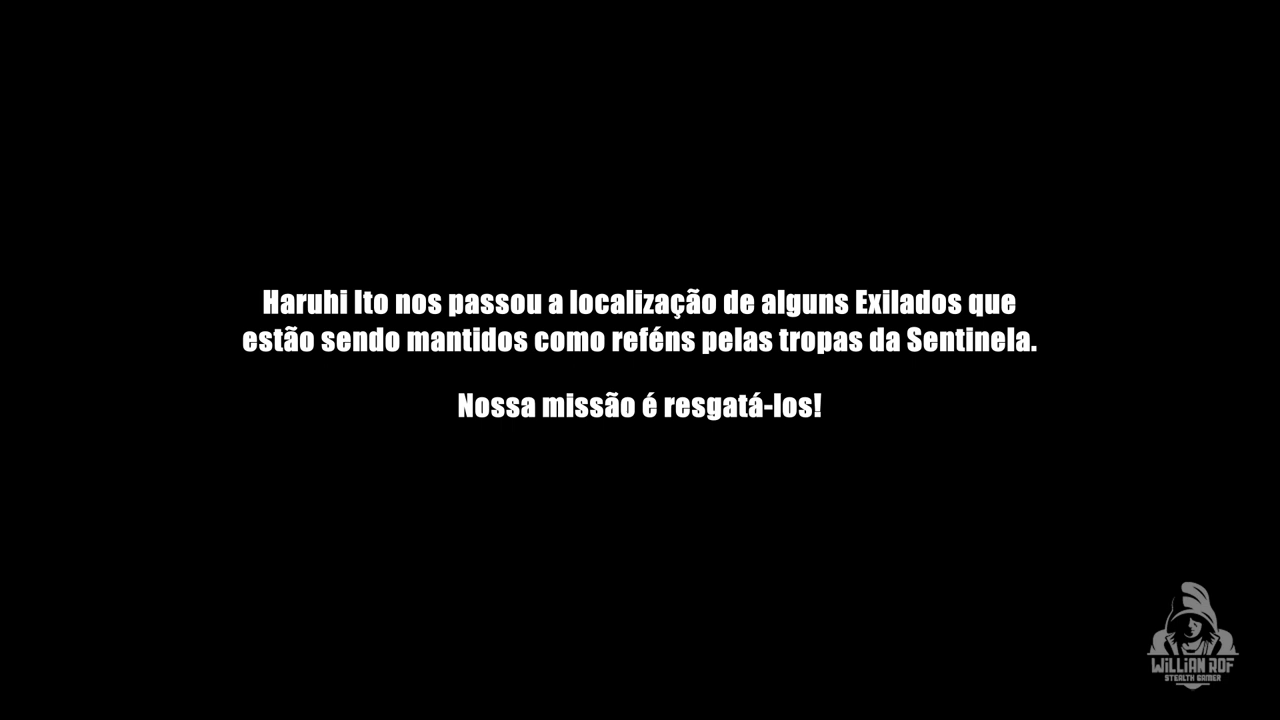 Haruhi Ito nos passou a localização de alguns Exilados que
estão sendo mantidos como reféns pelas tropas da Sentinela.
Nossa missão é resgatá-los!
WiLLiAN ROF
STEALTH GAMER